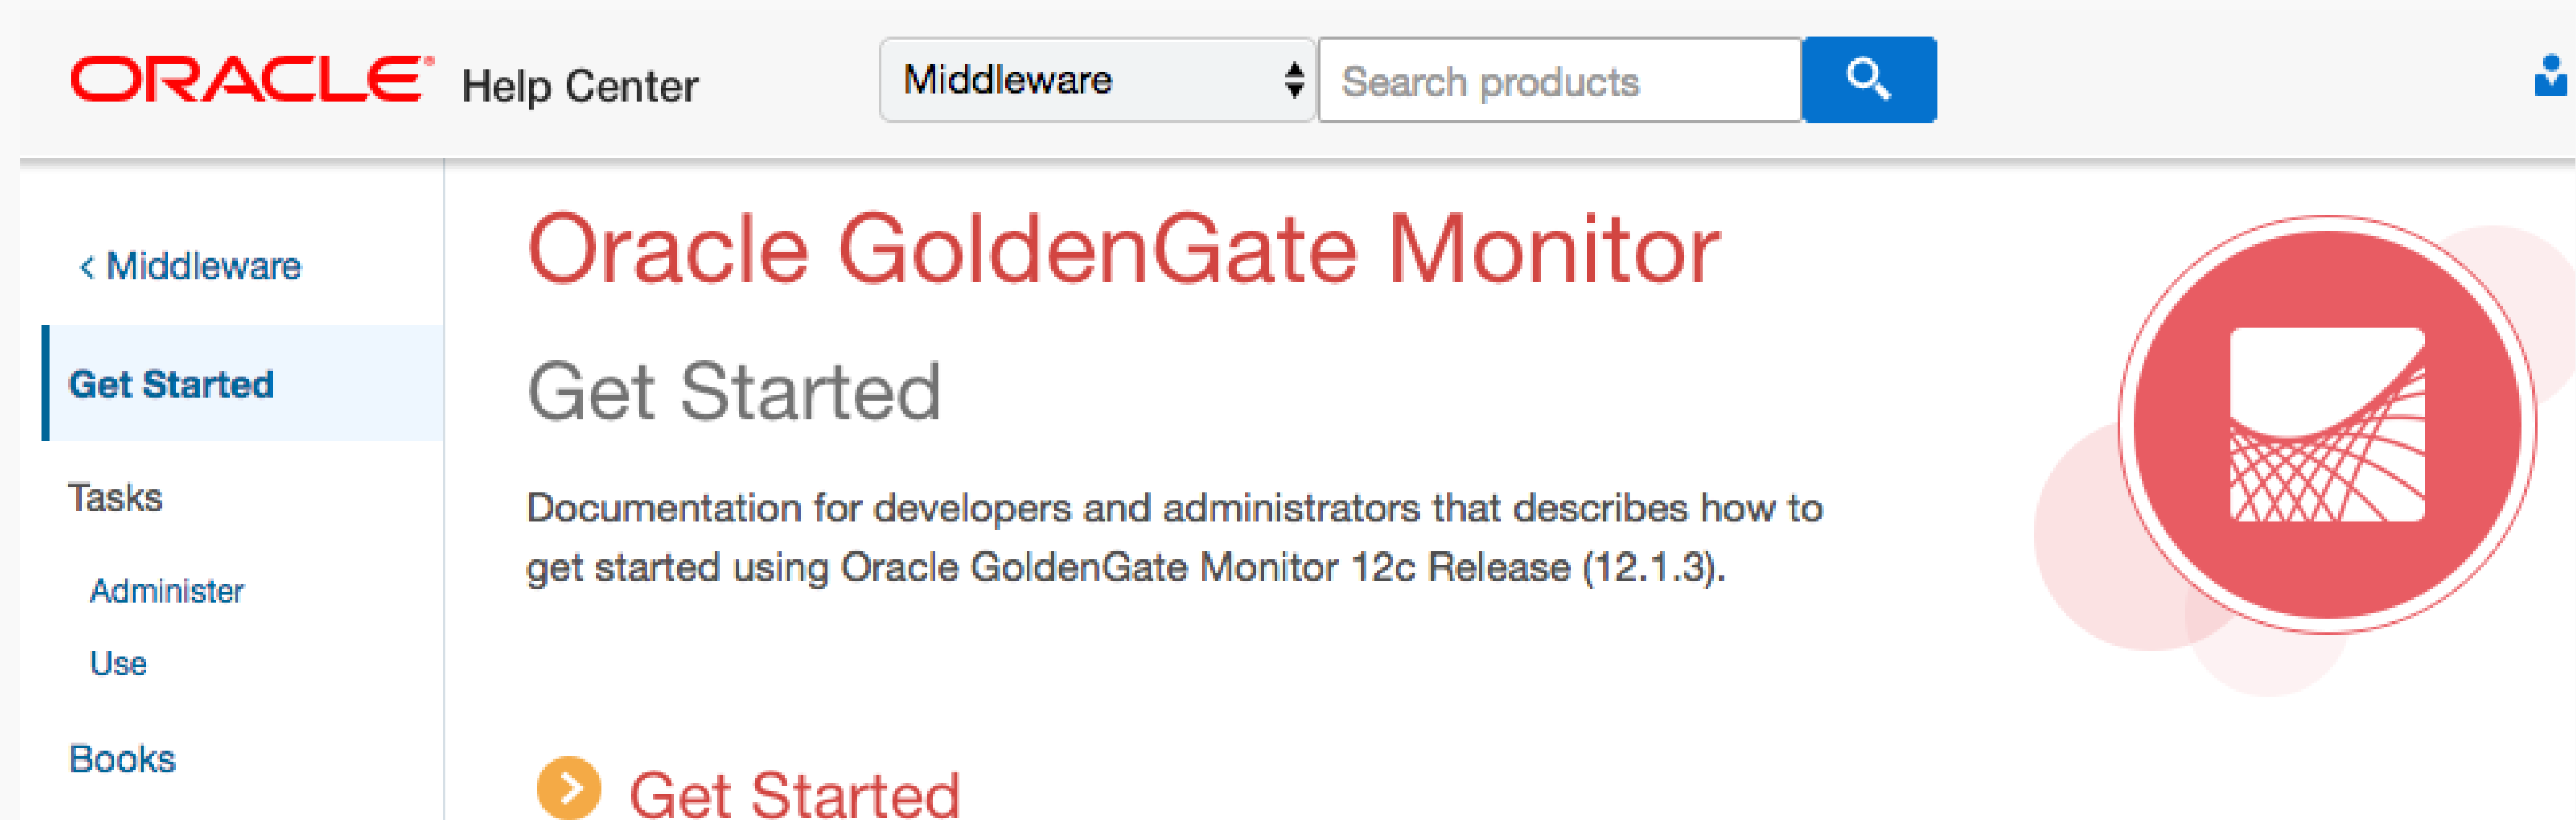 ORACLE® Help Center
Middleware
Search products
< Middleware
Get Started
Tasks
Administer
Use
Books
Oracle GoldenGate Monitor
Get Started
Documentation for developers and administrators that describes how to
get started using Oracle GoldenGate Monitor 12c Release (12.1.3).
Get Started